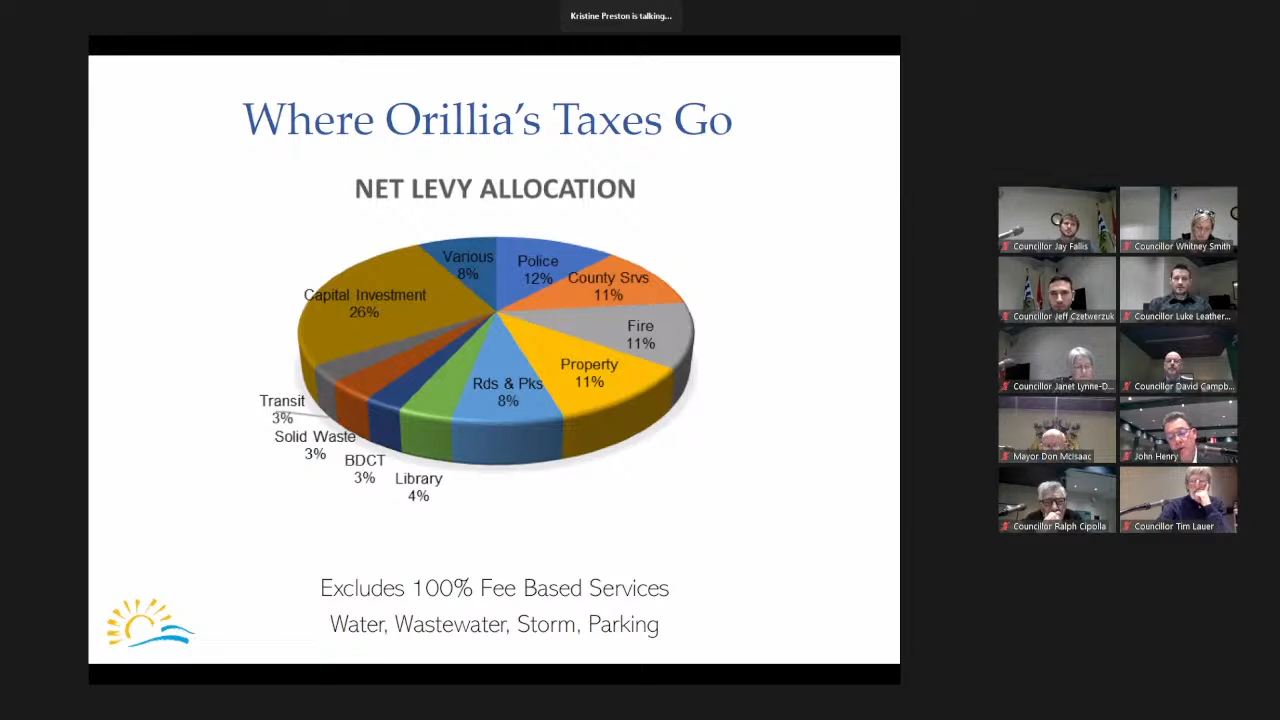 Kristine Preston is talking...
Where Orillia's Taxes Go
NET LEVY ALLOCATION
Various
8%
Police
12%
County Srvs
11%
Capital Investment
26%
Fire
11%
Property
11%
Rds & Pks
8%
Transit
3%
Solid Waste
3%
BDCT
3%
Library
4%
Excludes 100% Fee Based Services
Water, Wastewater, Storm, Parking
Councillor Jay Fallis
Councillor Whitney Smith
Councillor Jeff Czetwerzuk
Councillor Luke Leather...
Councillor Janet Lynne-D...
Councillor David Campb...
Mayor Don McIsaac
John Henry
Councillor Ralph Cipolla
Councillor Tim Lauer